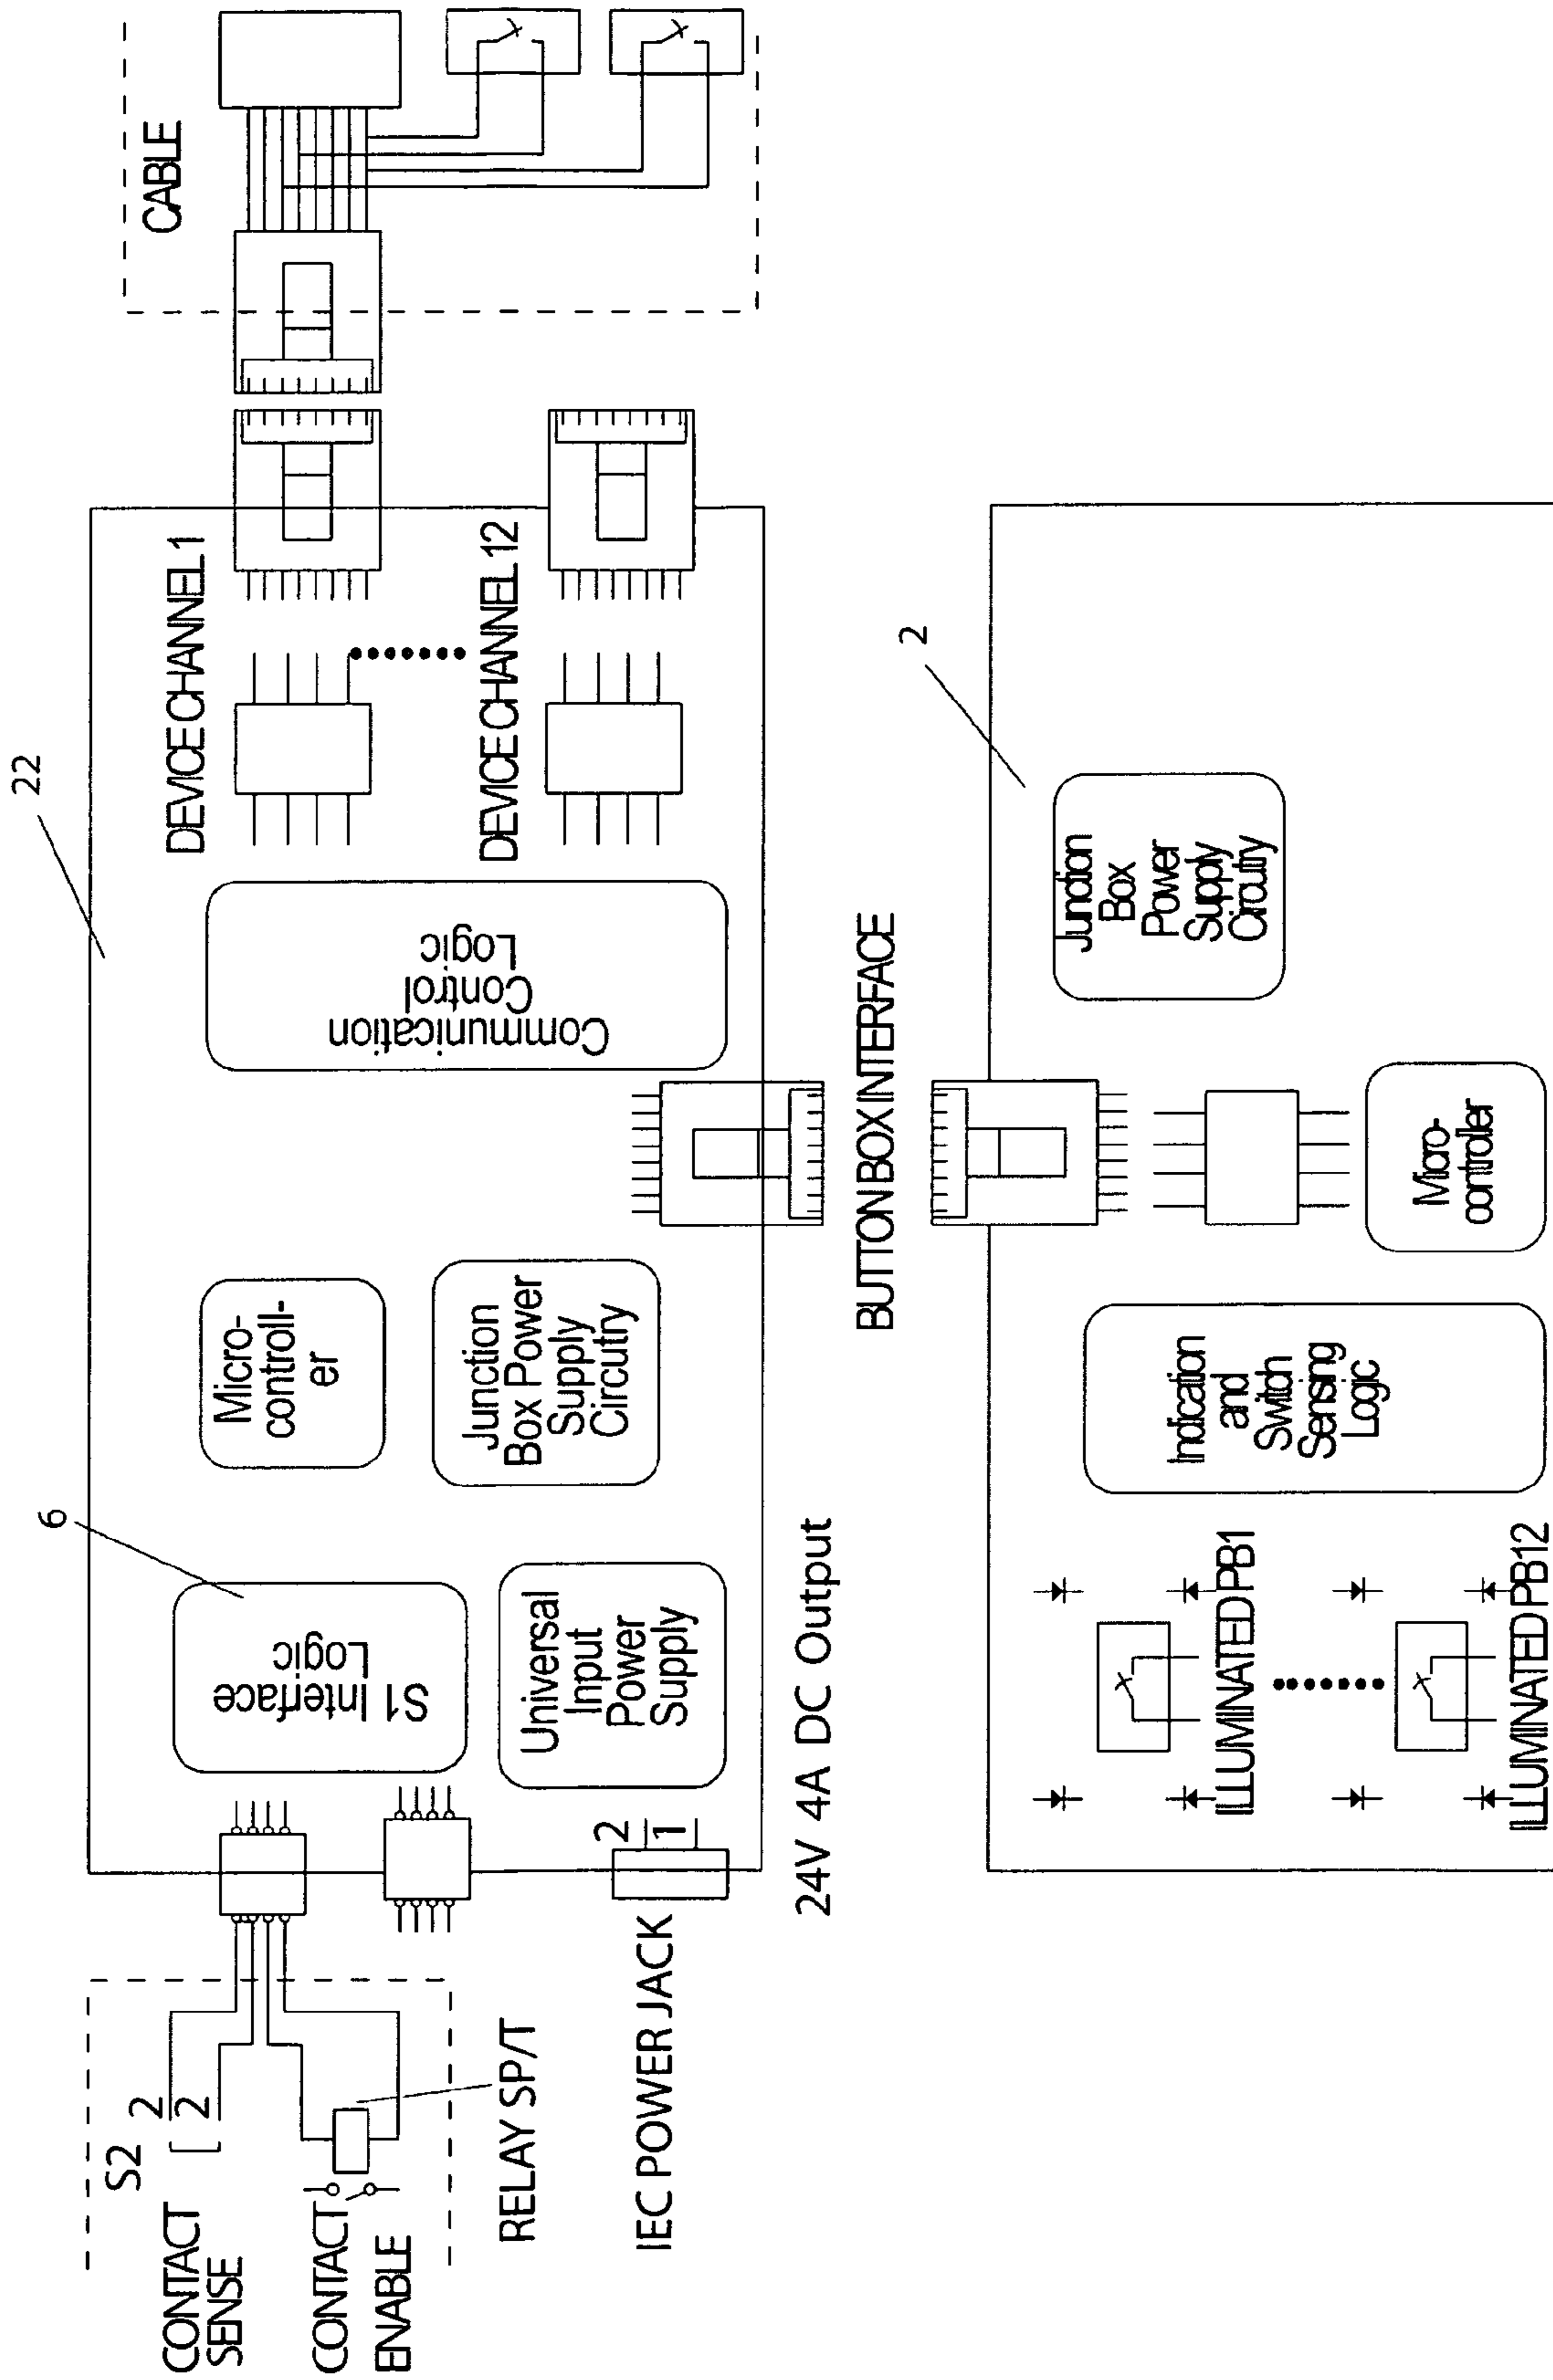 22
6
S2
2
2
CONTACT
SENSE
CONTACT
ENABLE
RELAY SP/T
S1 Interface
Logic
Micro-
controll-
er
Communication
Control
Logic
DEVICE CHANNEL 1
DEVICE CHANNEL 12
CABLE
Universal
Input
Power
Supply
Junction
Box Power
Supply
Circutry
IEC POWER JACK
2
1
24V 4A DC Output
BUTTON BOX INTERFACE
2
ILLUMINATED PB1
ILLUMINATED PB12
Indication
and
Switch
Sensing
Logic
Micro-
controller
Junction
Box
Power
Supply
Circutry